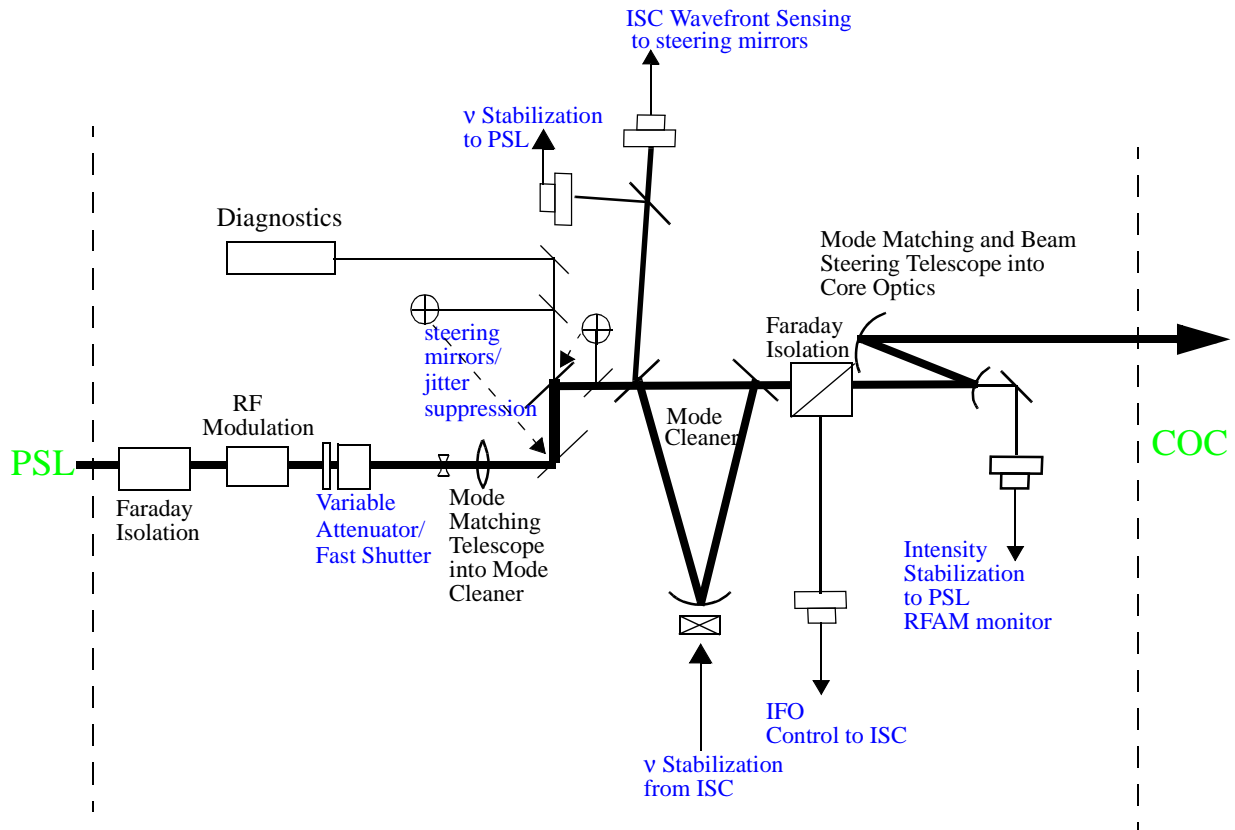 ISC Wavefront Sensing
to steering mirrors
ν Stabilization
to PSL
Diagnostics
Mode Matching and Beam
Steering Telescope into
Core Optics
steering
mirrors/
jitter
suppression
Faraday
Isolation
RF
Modulation
Mode
Cleaner
PSL
COC
Faraday
Isolation
Variable
Attenuator/
Fast Shutter
Mode
Matching
Telescope
into Mode
Cleaner
Intensity
Stabilization
to PSL
RFAM monitor
IFO
Control to ISC
ν Stabilization
from ISC